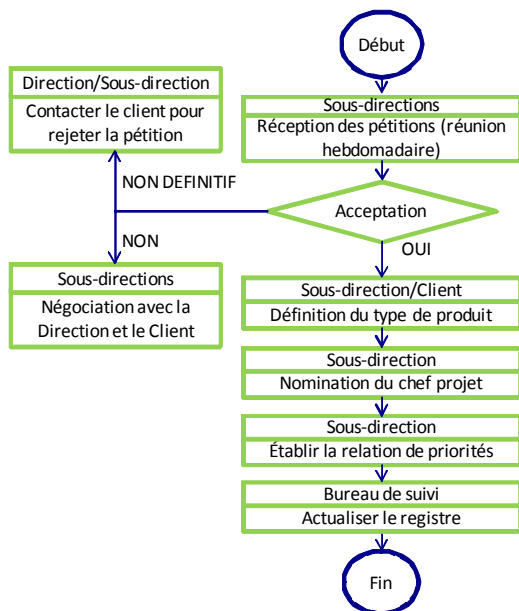 Début
Direction/Sous-direction
Contacter le client pour
rejeter la pétition
Sous-directions
Réception des pétitions (réunion
hebdomadaire)
NON DEFINITIF
Acceptation
NON
OUI
Sous-directions
Négociation avec la
Direction et le Client
Sous-direction/Client
Définition du type de produit
Sous-direction
Nomination du chef projet
Sous-direction
Établir la relation de priorités
Bureau de suivi
Actualiser le registre
Fin